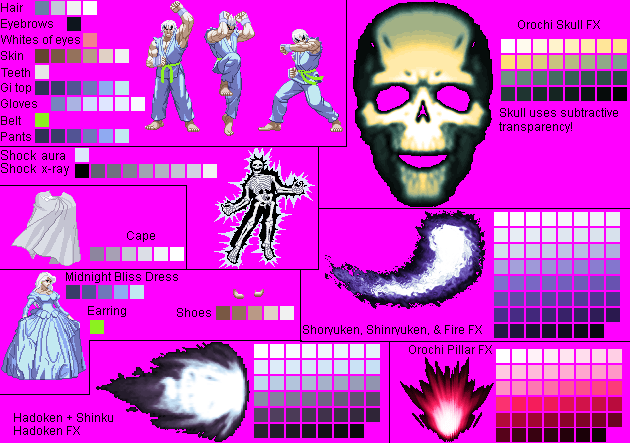 Hair
Eyebrows
Whites of eyes
Skin
Teeth
Gi top
Gloves
Belt
Pants
Shock aura
Shock x-ray
Orochi Skull FX
Skull uses subtractive
transparency!
Cape
Midnight Bliss Dress
Earring
Shoes
Shoryuken, Shinryuken, & Fire FX
Orochi Pillar FX
Hadoken + Shinku
Hadoken FX